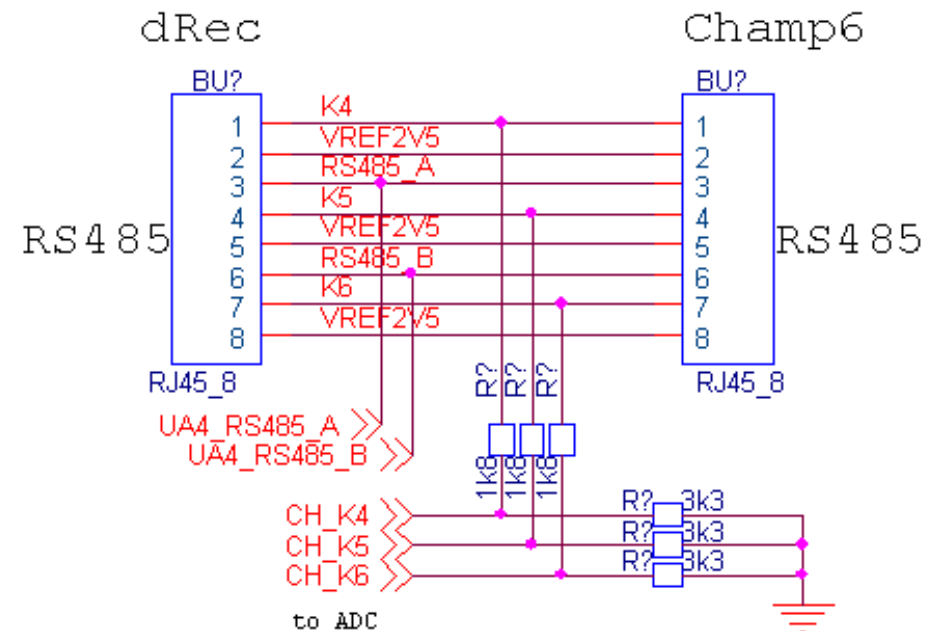 dRec
Champ6
BU?
BU?
K4
1
1
VREF2V5
2
2
RS485_A
3
3
K5
4
4
VREF2V5
RS485
5
5
RS485
RS485_B
6
6
K6
7
7
VREF2V5
8
8
RJ45_8
RJ45_8
R?
R?
R?
UA4_RS485_A
UA4_RS485_B
1k8
1k8
1k8
CH_K4
R?
3k3
CH_K5
R?
3k3
CH_K6
R?
3k3
to ADC